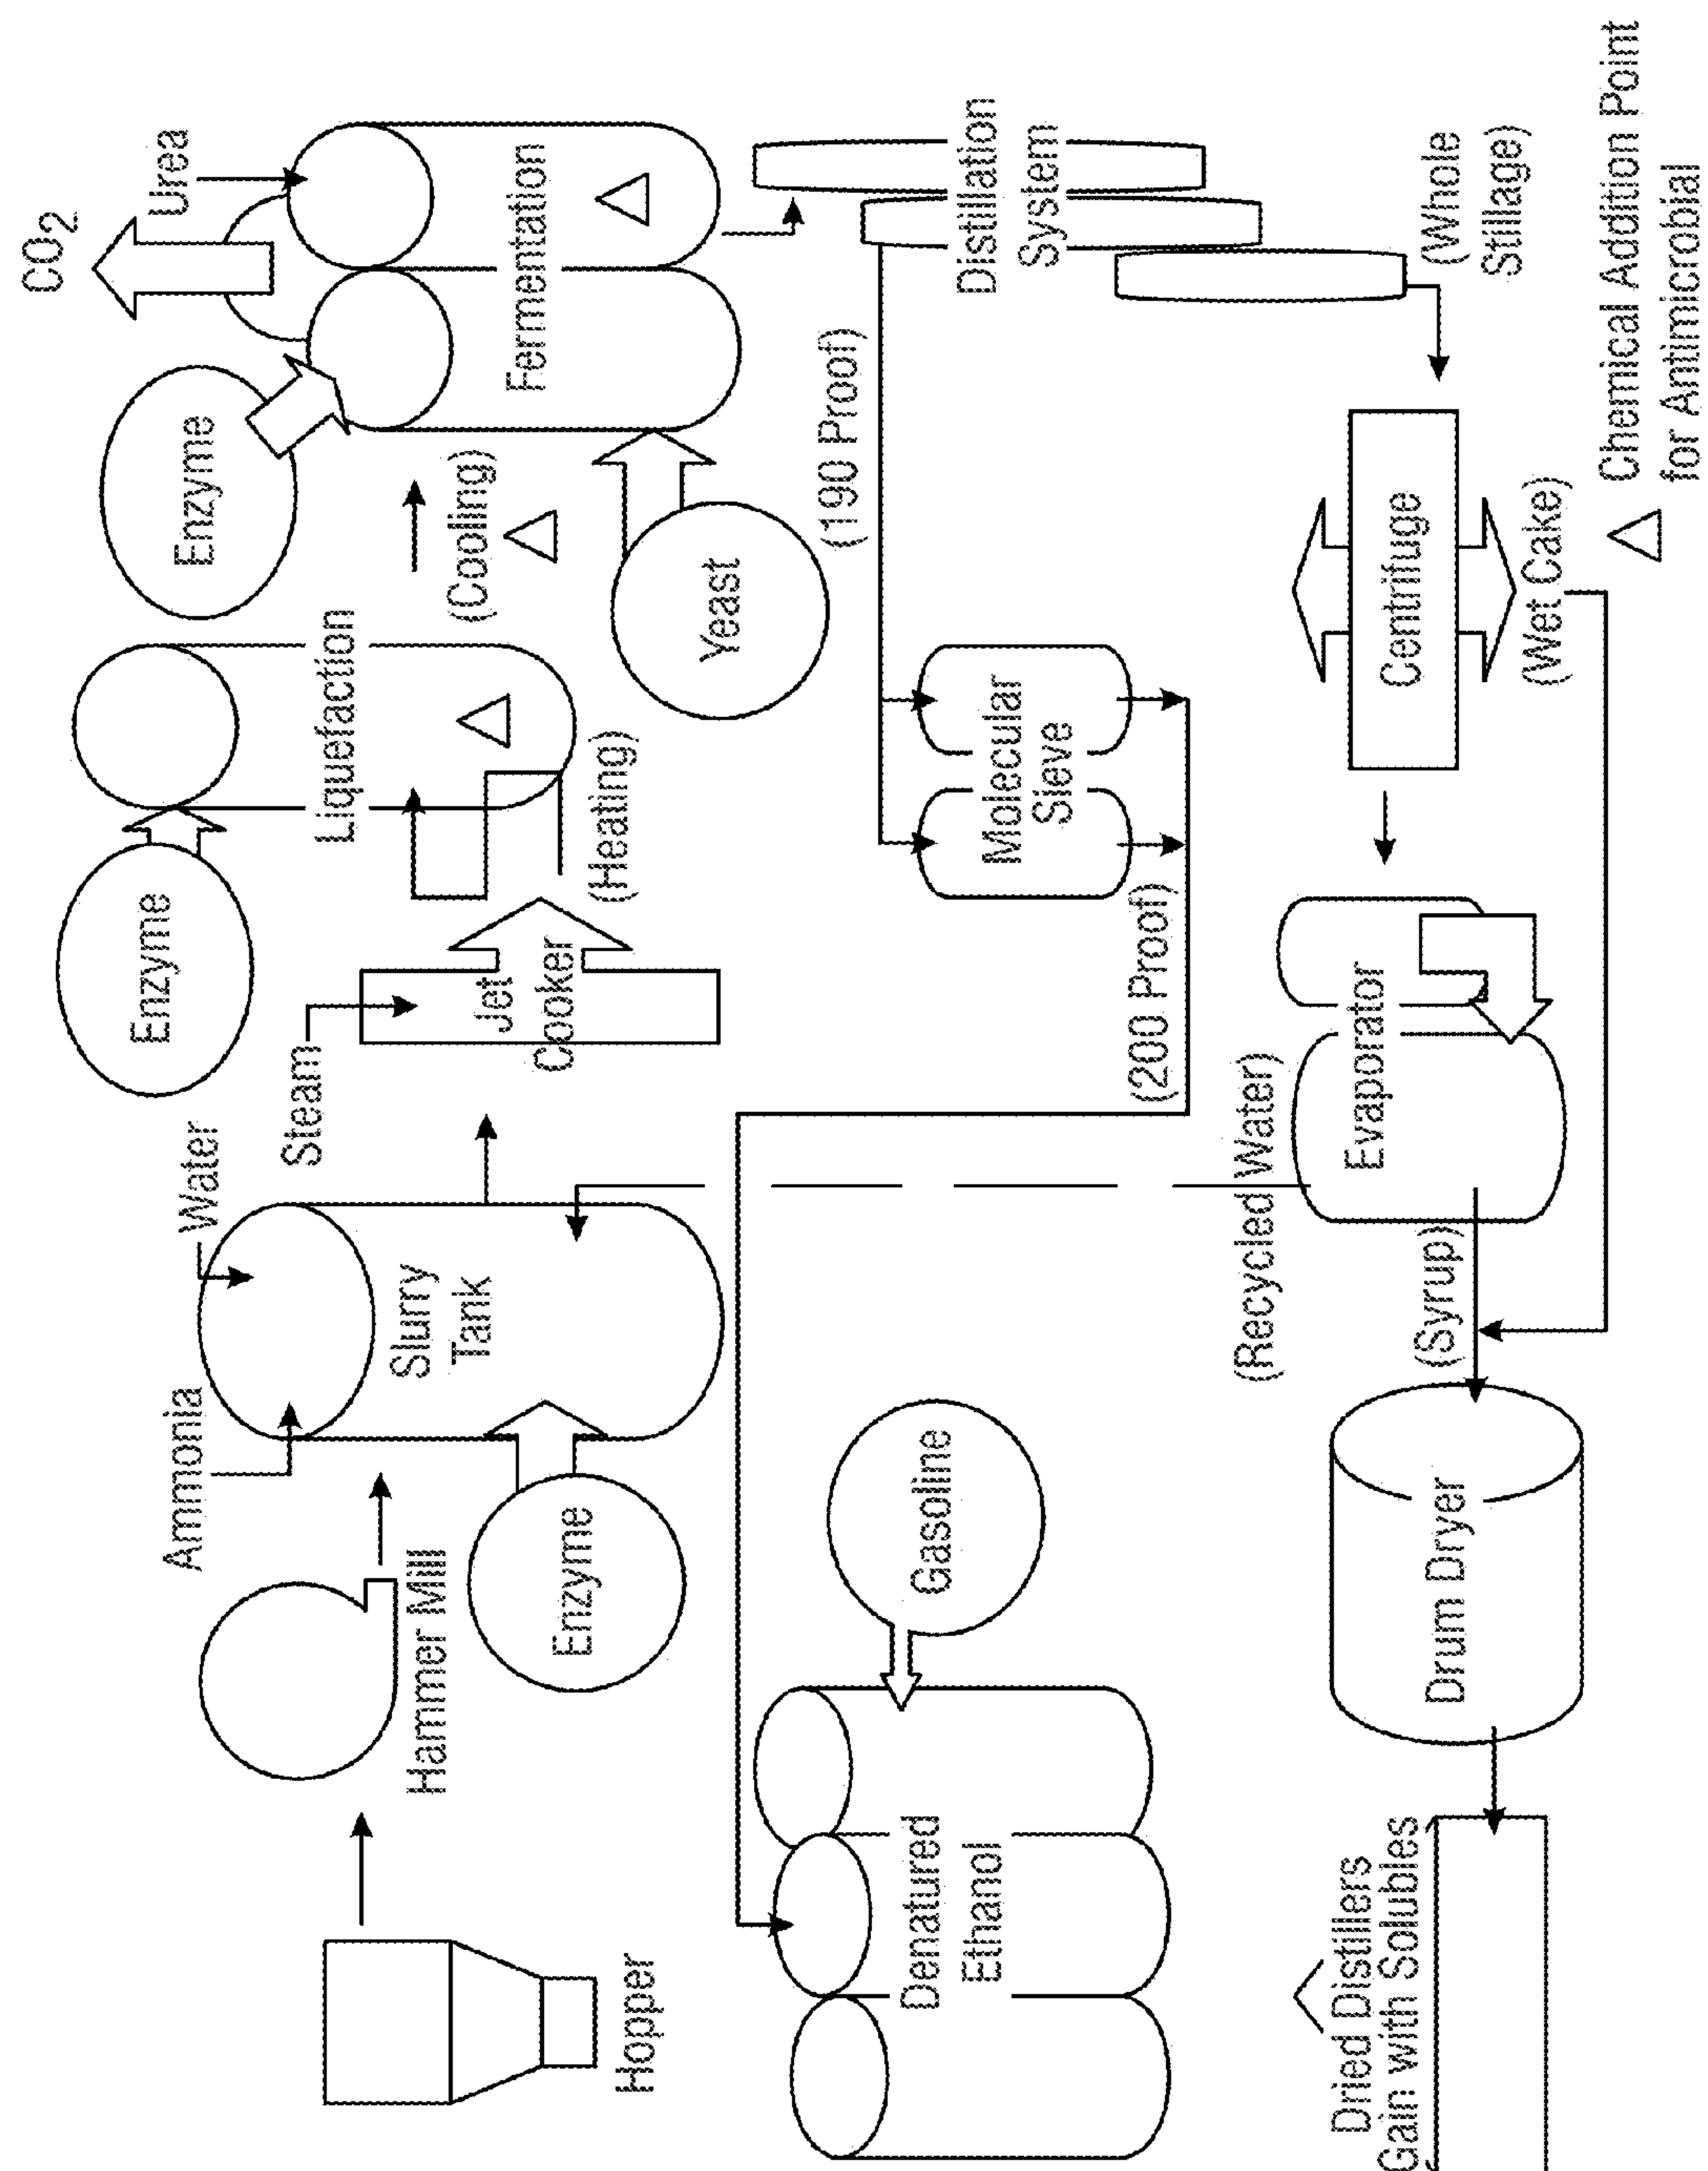 CO2
Urea
Enzyme
Enzyme
Water
Ammonia
Steam
Fermentation
Liquefaction
(Cooling)
Slurry
Tank
Jet
Cooker
Hammer Mill
(Heating)
Yeast
Enzyme
Hopper
(190 Proof)
Distillation
System
Molecular
Sieve
Gasoline
Denatured
Ethanol
(200 Proof)
(Recycled Water)
(Whole
Stillage)
Centrifuge
Evaporator
(Syrup)
Drum Dryer
Dried Distillers
Gain with Solubles
(Wet Cake)
Chemical Addition Point
for Antimicrobial